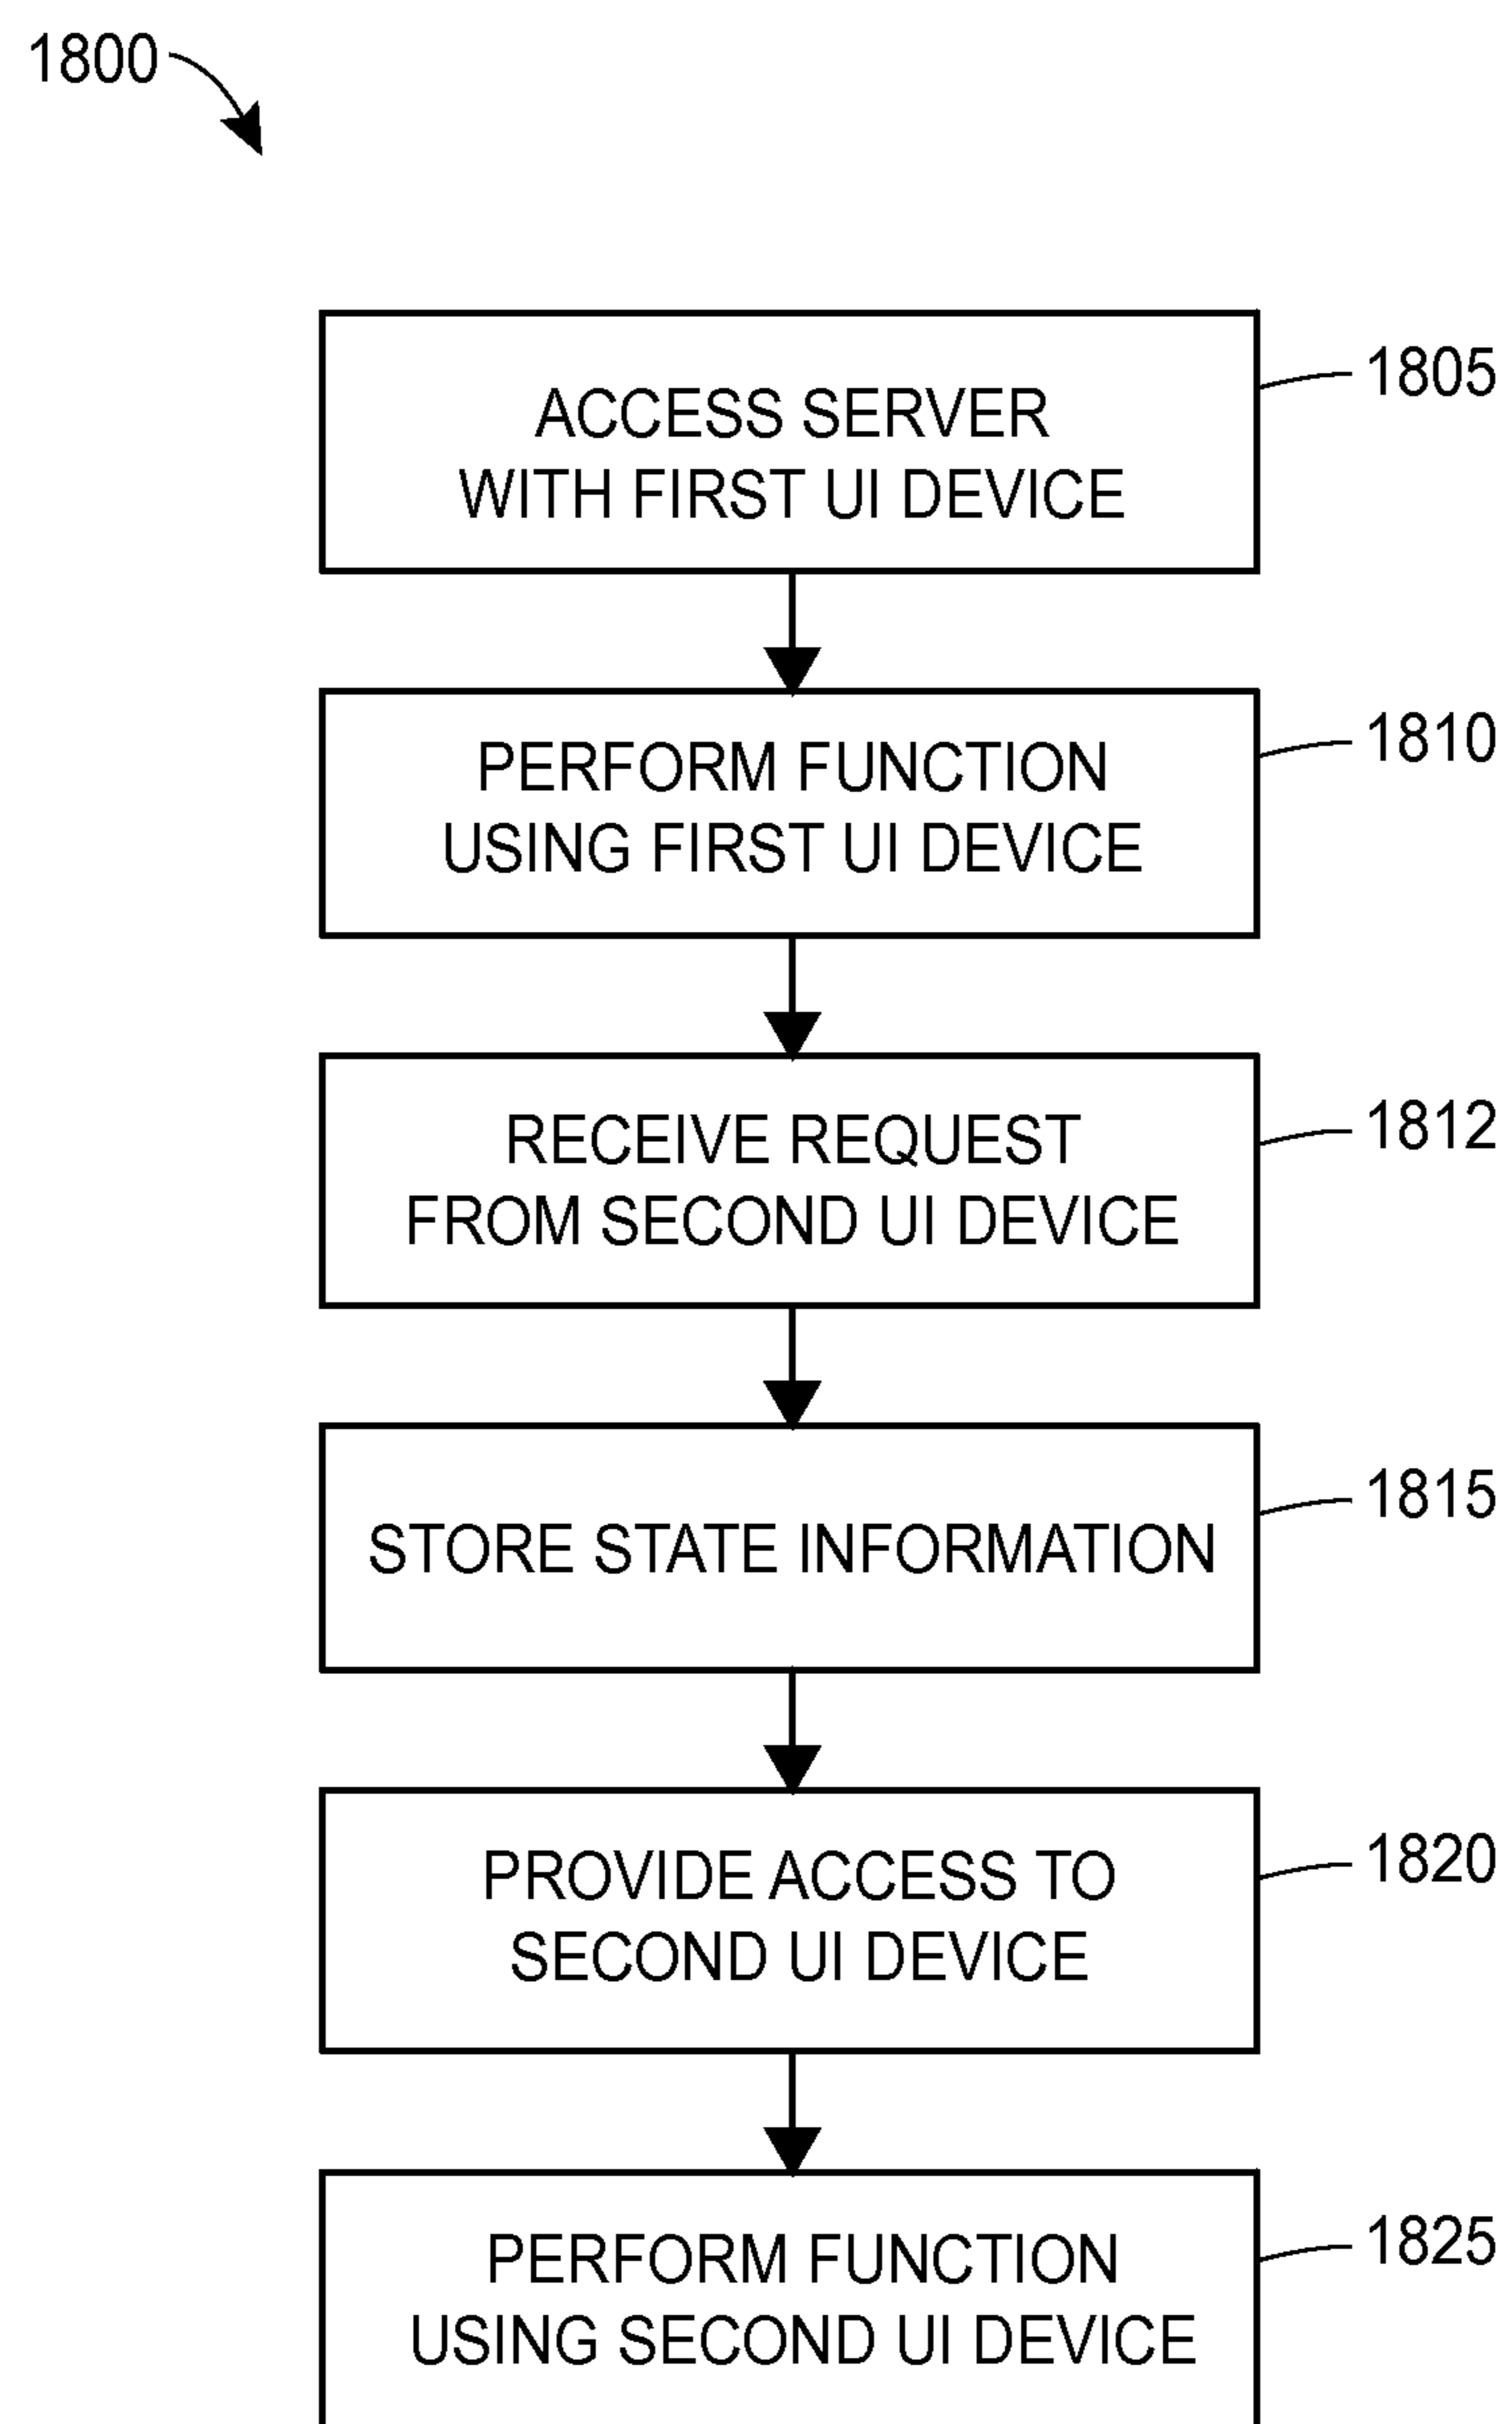 1800
ACCESS SERVER
WITH FIRST UI DEVICE
1805
PERFORM FUNCTION
USING FIRST UI DEVICE
1810
RECEIVE REQUEST
FROM SECOND UI DEVICE
1812
STORE STATE INFORMATION
1815
PROVIDE ACCESS TO
SECOND UI DEVICE
1820
PERFORM FUNCTION
USING SECOND UI DEVICE
1825